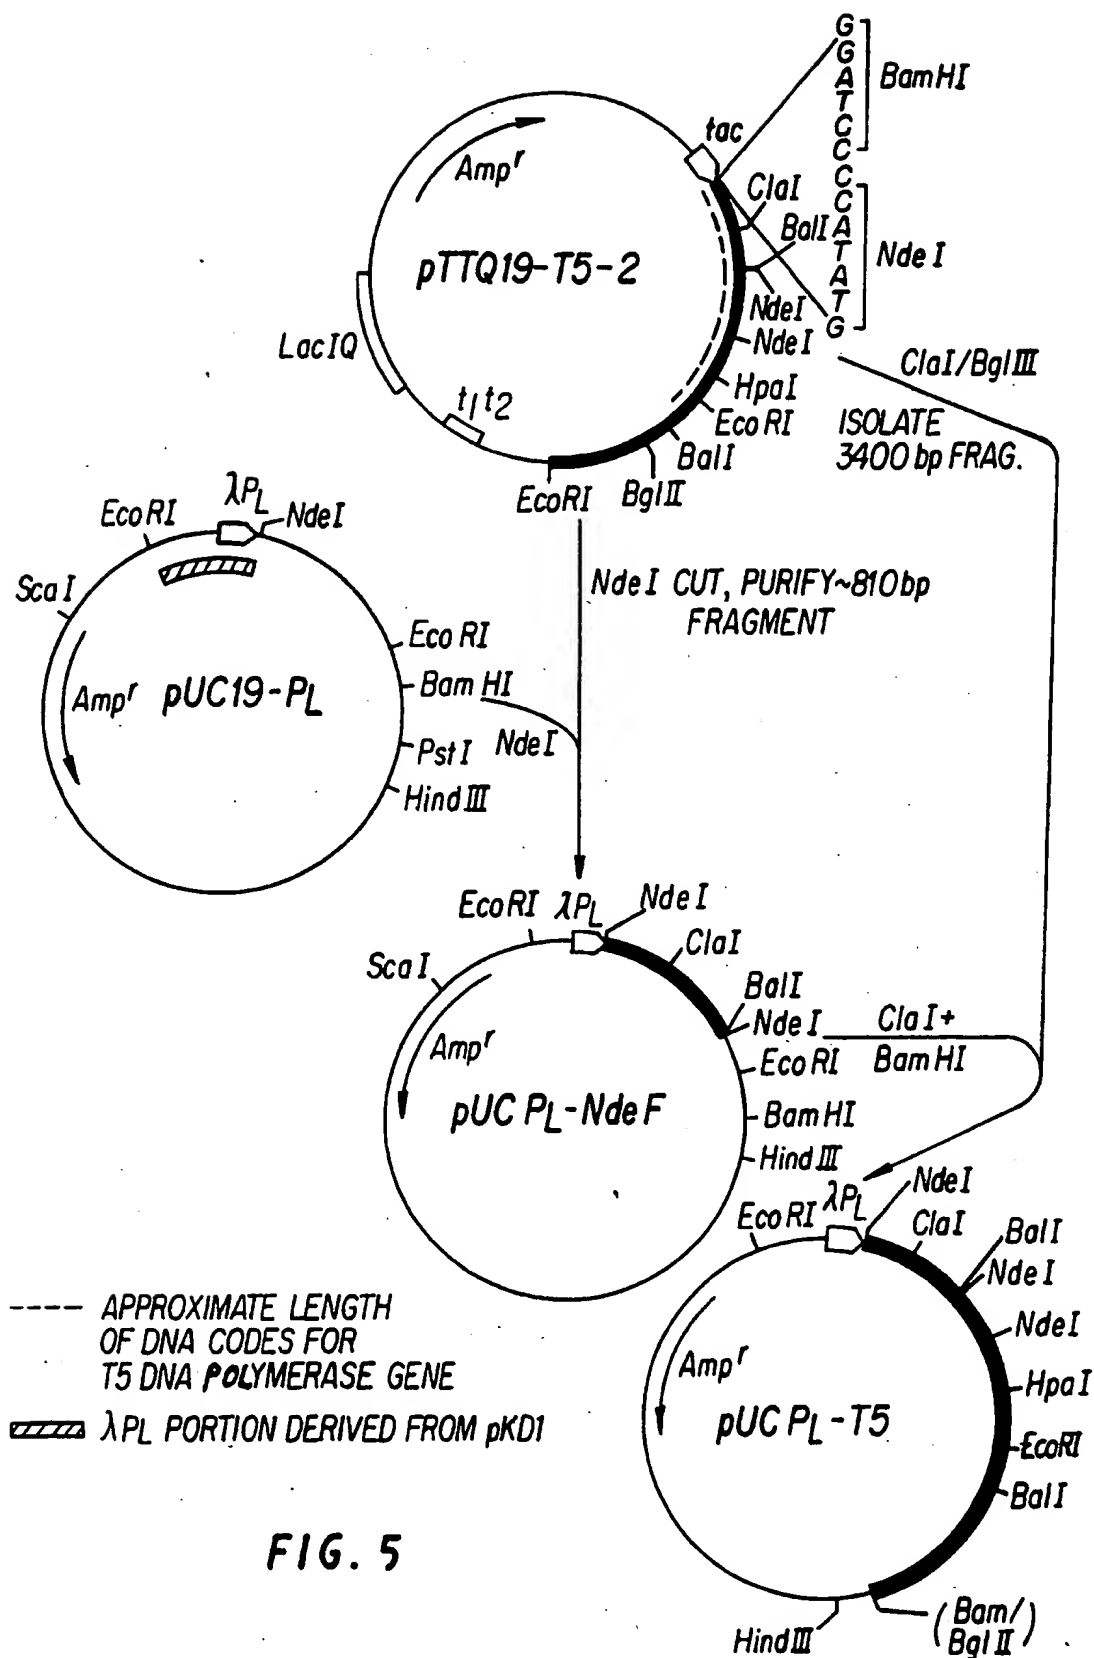 G
G
A
T
C
C
C
C
A
T
A
T
G
BamHI
NdeI
tac
Ampr
ClaI
BalI
pTTQ19-T5-2
NdeI
NdeI
LacIQ
HpaI
EcoRI
t1t2
BalI
EcoRI
BglII
ClaI/BglII
ISOLATE
3400 bp FRAG.
λPL
EcoRI
NdeI
ScaI
NdeI CUT, PURIFY~810bp
FRAGMENT
EcoRI
BamHI
Ampr
pUC19-PL
NdeI
PstI
HindIII
EcoRI
λPL
NdeI
ScaI
ClaI
BalI
NdeI
ClaI+
BamHI
Ampr
EcoRI
pUC PL-NdeF
BamHI
HindIII
EcoRI
λPL
NdeI
ClaI
BalI
NdeI
NdeI
Ampr
HpaI
pUC PL-T5
EcoRI
BalI
HindIII
(Bam/
BglII)
---- APPROXIMATE LENGTH
OF DNA CODES FOR
T5 DNA POLYMERASE GENE
λPL PORTION DERIVED FROM pKD1
FIG. 5